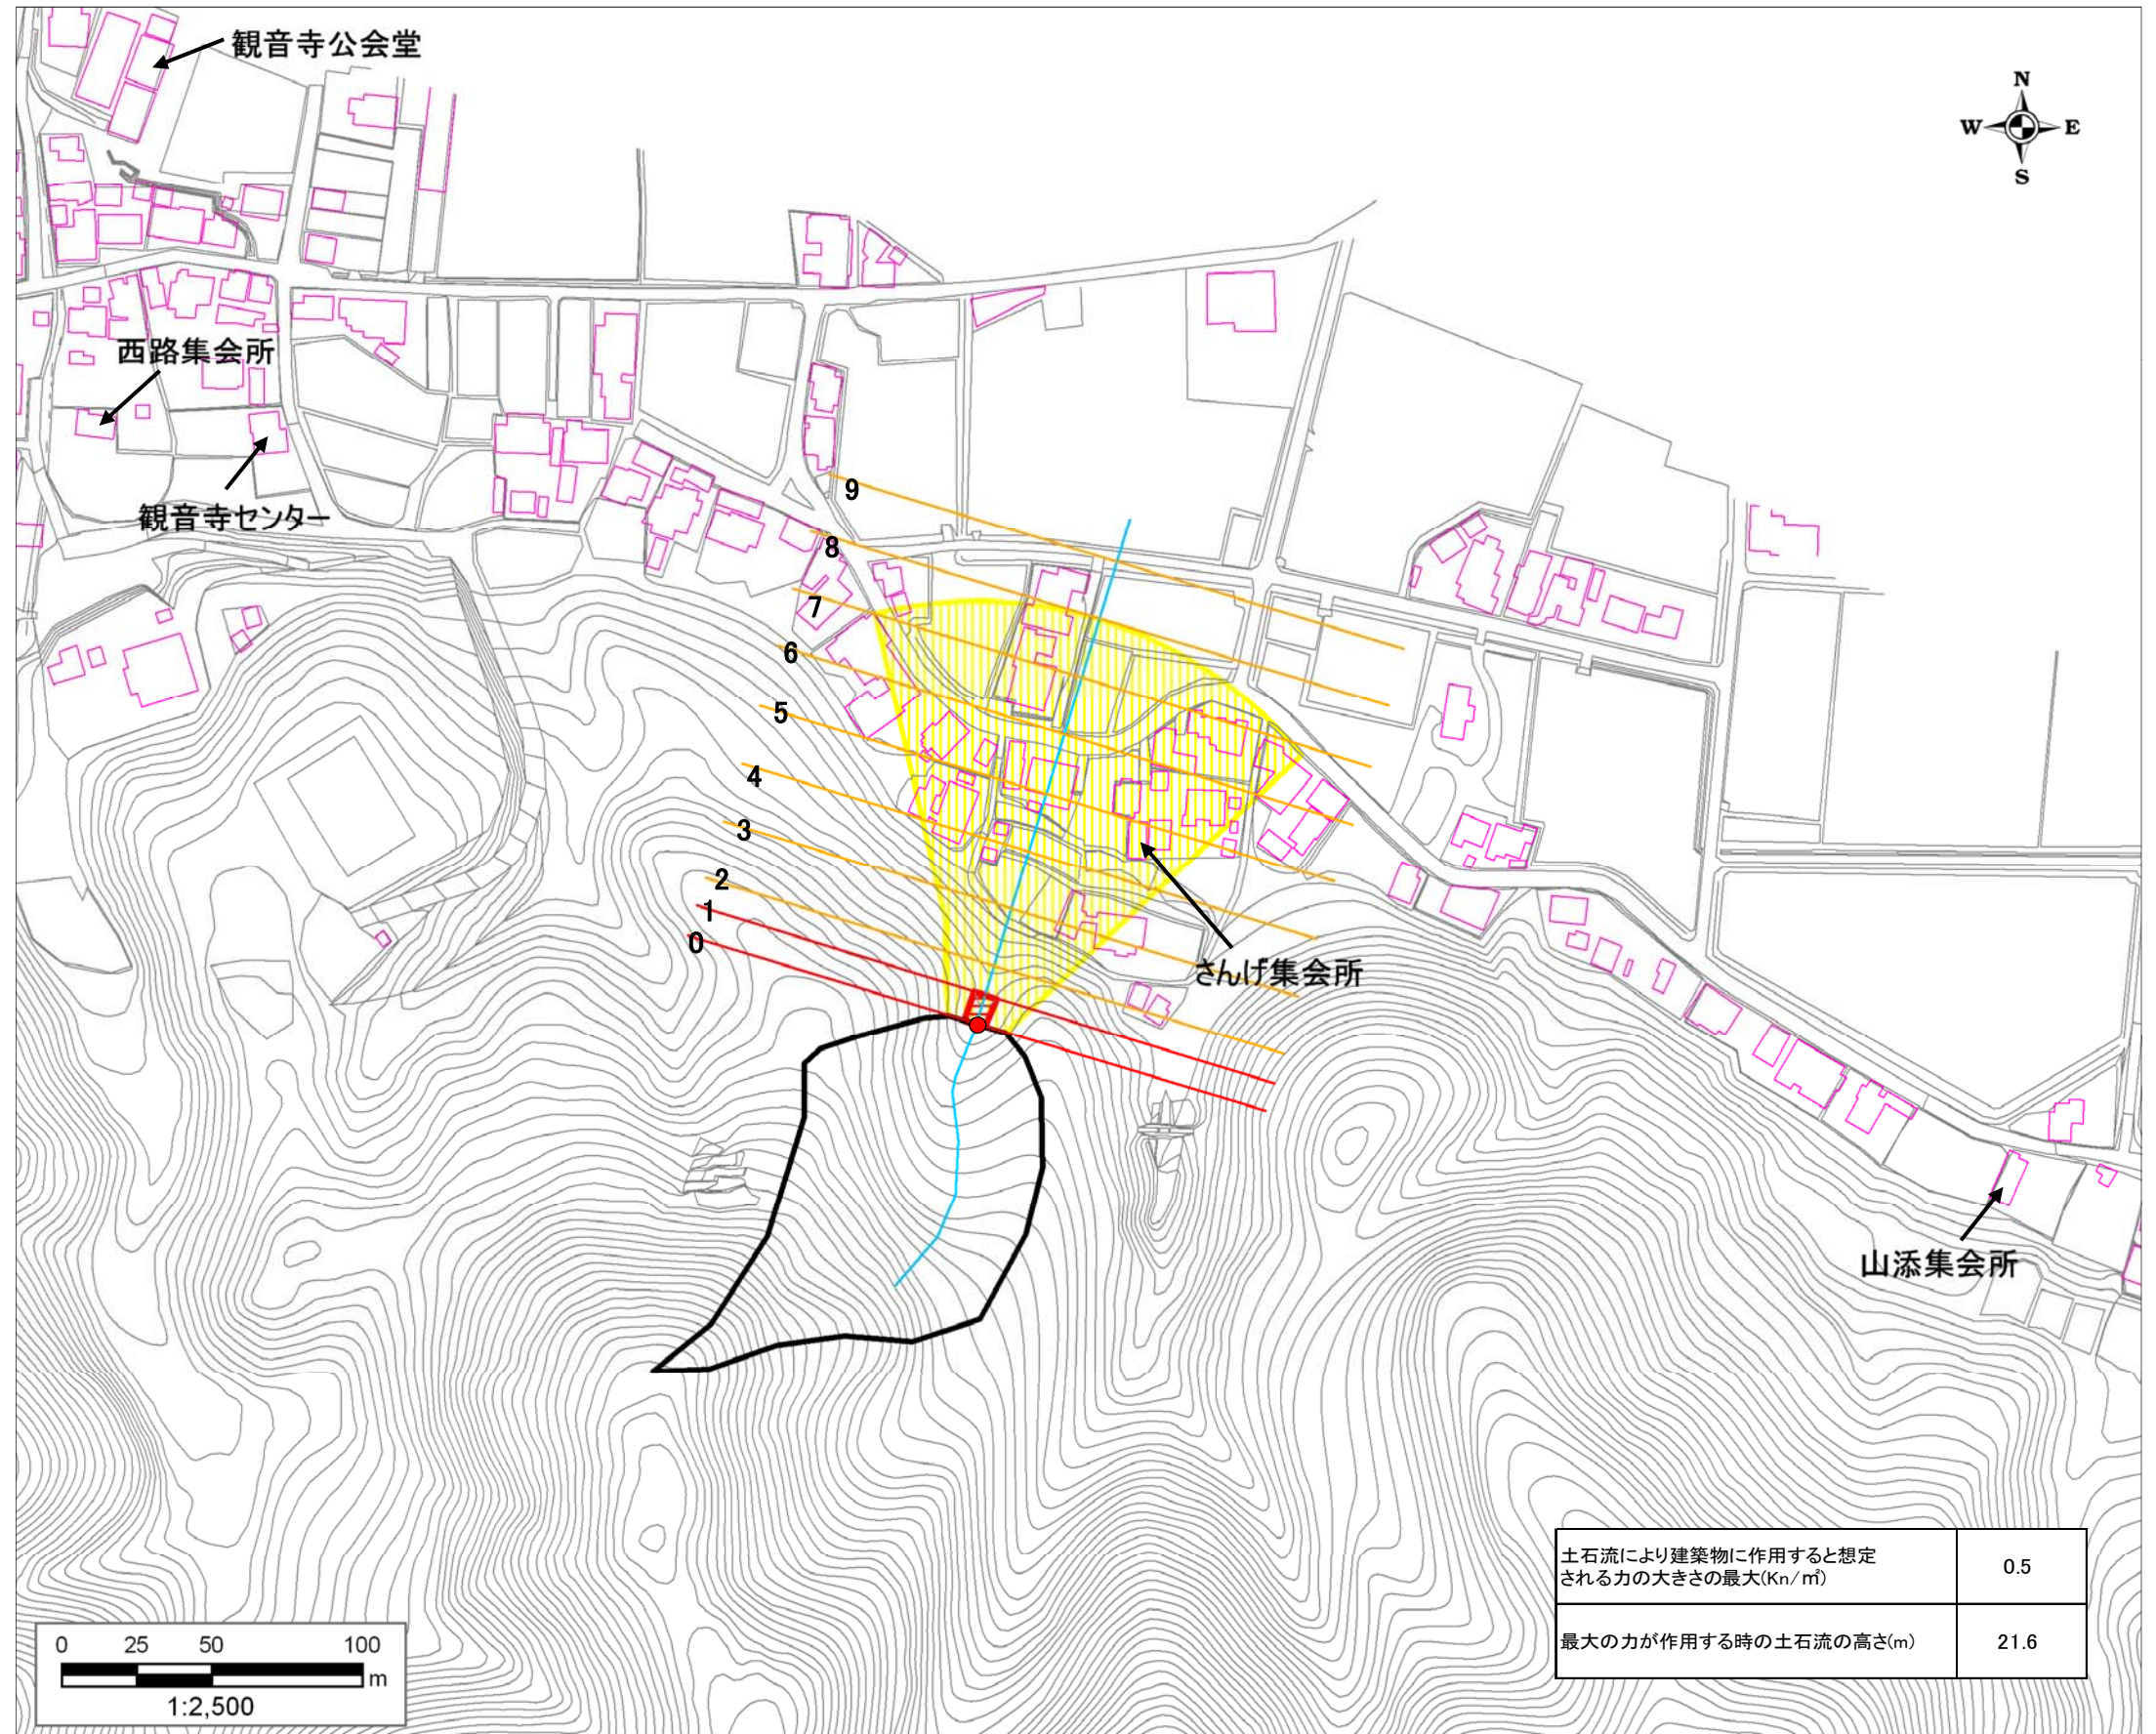 観音寺公会堂
N
W
E
S
西路集会所
観音寺センター
9
8
7
6
5
4
3
2
1
0
さんげ集会所
山添集会所
土石流により建築物に作用すると想定
される力の大きさの最大(Kn/㎡)
0.5
最大の力が作用する時の土石流の高さ(m)
21.6
0 25 50 100
m
1:2,500